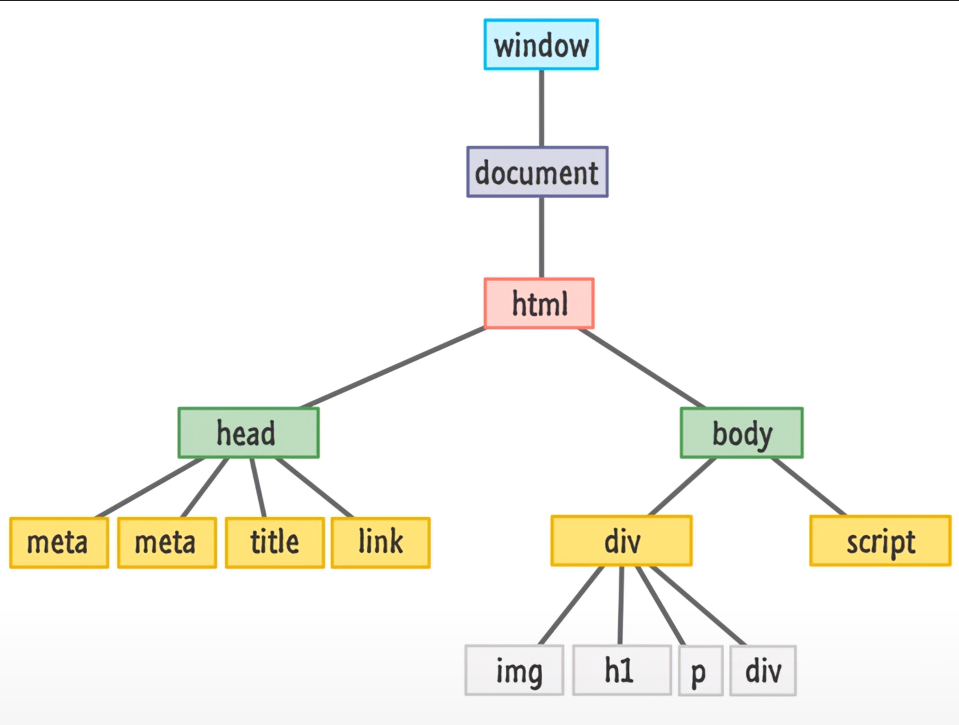 window
document
html
head body
meta meta title link div script
img h1 p div